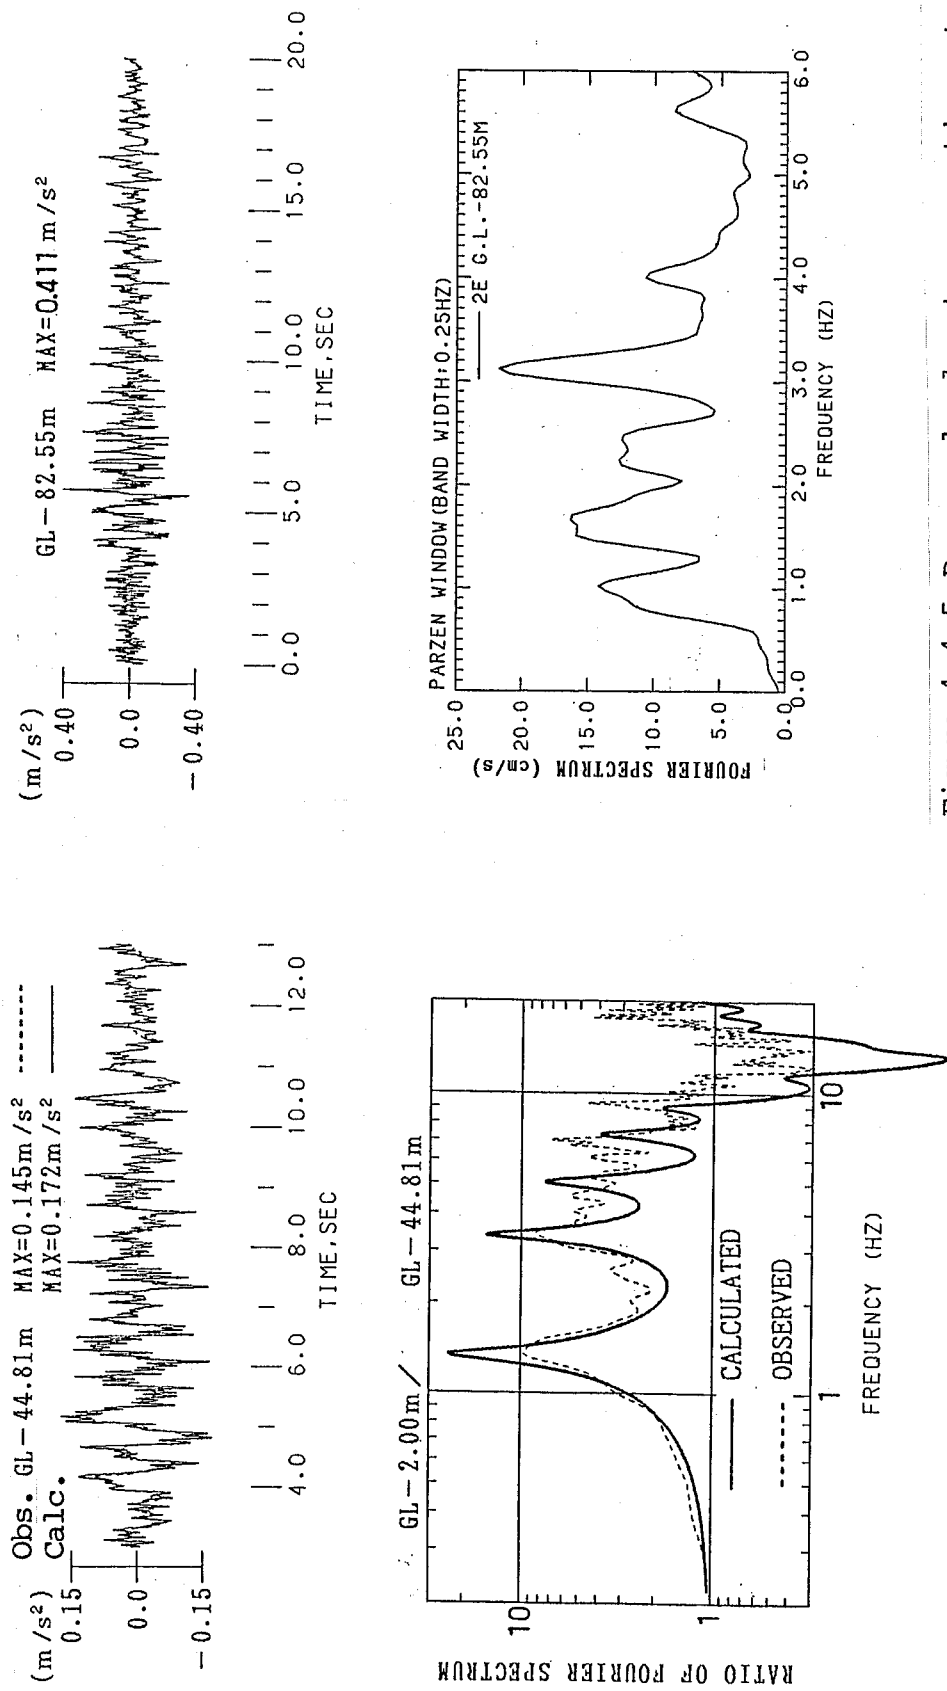 Obs. GL-44.81m MAX=0.145m/s² --------
Calc. MAX=0.172m/s² ———
(m/s²)
0.15
0.0
-0.15
4.0 6.0 8.0 10.0 12.0
TIME,SEC
GL-82.55m MAX=0.411m/s²
(m/s²)
0.40
0.0
-0.40
0.0 5.0 10.0 15.0 20.0
TIME,SEC
GL-2.00m/ GL-44.81m
RATIO OF FOURIER SPECTRUM
10
1
—— CALCULATED
-------- OBSERVED
1 10
FREQUENCY (HZ)
PARZEN WINDOW(BAND WIDTH:0.25HZ)
—— 2E G.L.-82.55M
FOURIER SPECTRUM (cm/s)
25.0
20.0
15.0
10.0
5.0
0.0
0.0 1.0 2.0 3.0 4.0 5.0 6.0
FREQUENCY (HZ)